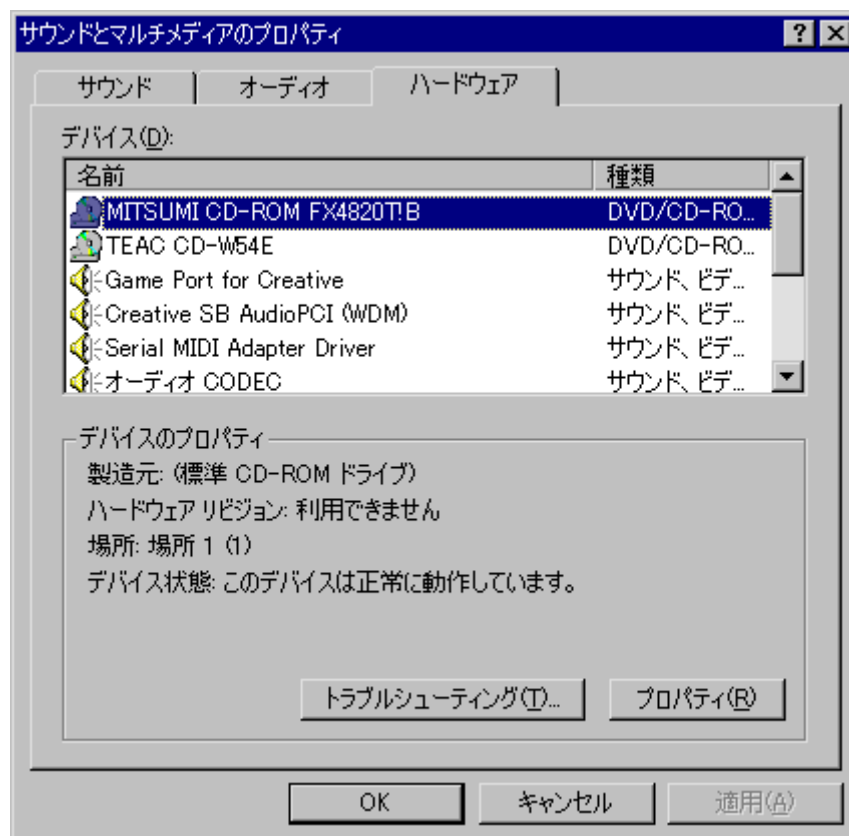 サウンドとマルチメディアのプロパティ
サウンド オーディオ ハードウェア
デバイス(D):
名前 種類
MITSUMI CD-ROM FX4820T!B DVD/CD-RO...
TEAC CD-W54E DVD/CD-RO...
Game Port for Creative サウンド、ビデ...
Creative SB AudioPCI (WDM) サウンド、ビデ...
Serial MIDI Adapter Driver サウンド、ビデ...
オーディオ CODEC サウンド、ビデ...
デバイスのプロパティ
製造元: (標準 CD-ROM ドライブ)
ハードウェア リビジョン: 利用できません
場所: 場所 1 (1)
デバイス状態: このデバイスは正常に動作しています。
トラブルシューティング(T)... プロパティ(R)
OK キャンセル 適用(A)